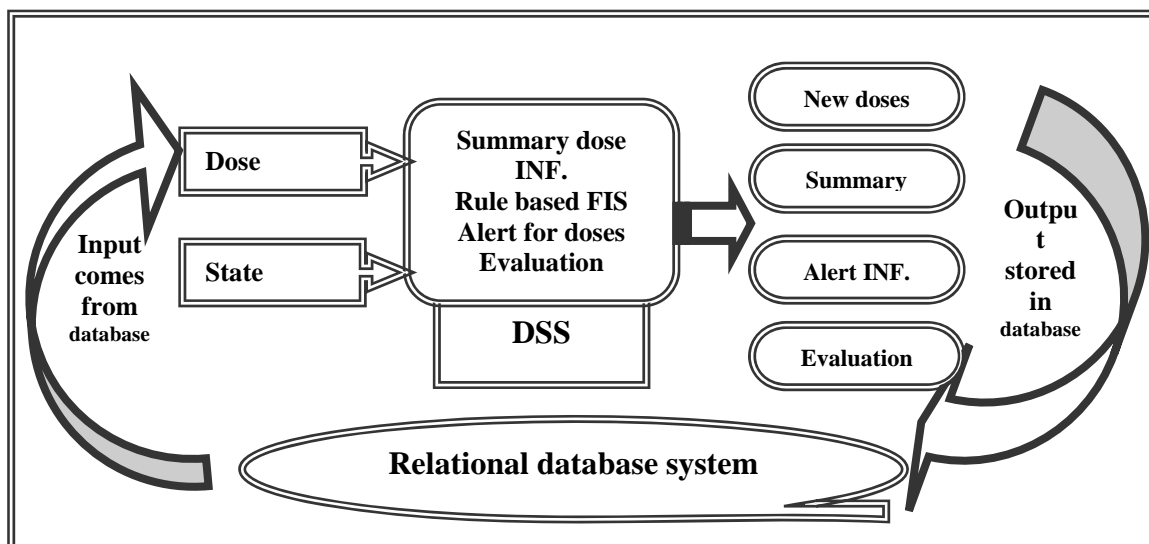 Input
comes
from
database
Dose
State
Summary dose
INF.
Rule based FIS
Alert for doses
Evaluation
DSS
New doses
Summary
Alert INF.
Evaluation
Outpu
t
stored
in
database
Relational database system